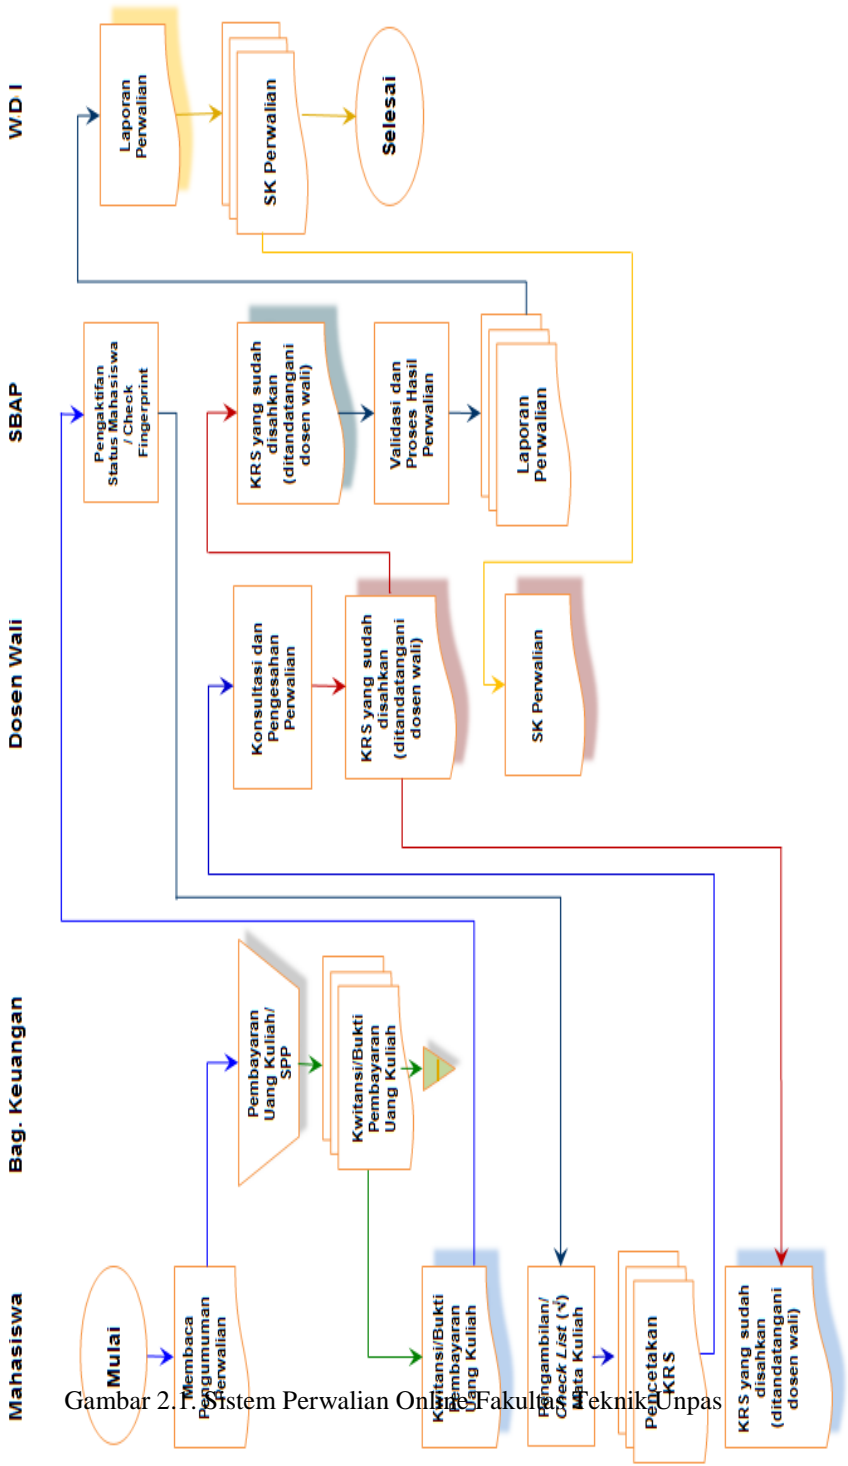 Mahasiswa
Bag. Keuangan
Dosen Wali
SBAP
W.D I
Mulai
Membaca
Pengumuman
Perwalian
Pembayaran
Uang Kuliah/
SPP
Kwitansi/Bukti
Pembayaran
Uang Kuliah
Kwitansi/Bukti
Pembayaran
Uang Kuliah
Pengaktifan
Status Mahasiswa
/ Check
Fingerprint
Pengambilan/
Check List (√)
Mata Kuliah
Pencetakan
KRS
Konsultasi dan
Pengesahan
Perwalian
KRS yang sudah
disahkan
(ditandatangani
dosen wali)
KRS yang sudah
disahkan
(ditandatangani
dosen wali)
KRS yang sudah
disahkan
(ditandatangani
dosen wali)
Validasi dan
Proses Hasil
Perwalian
Laporan
Perwalian
Laporan
Perwalian
SK Perwalian
SK Perwalian
Selesai
Gambar 2.1. Sistem Perwalian Online Fakultas Teknik Unpas